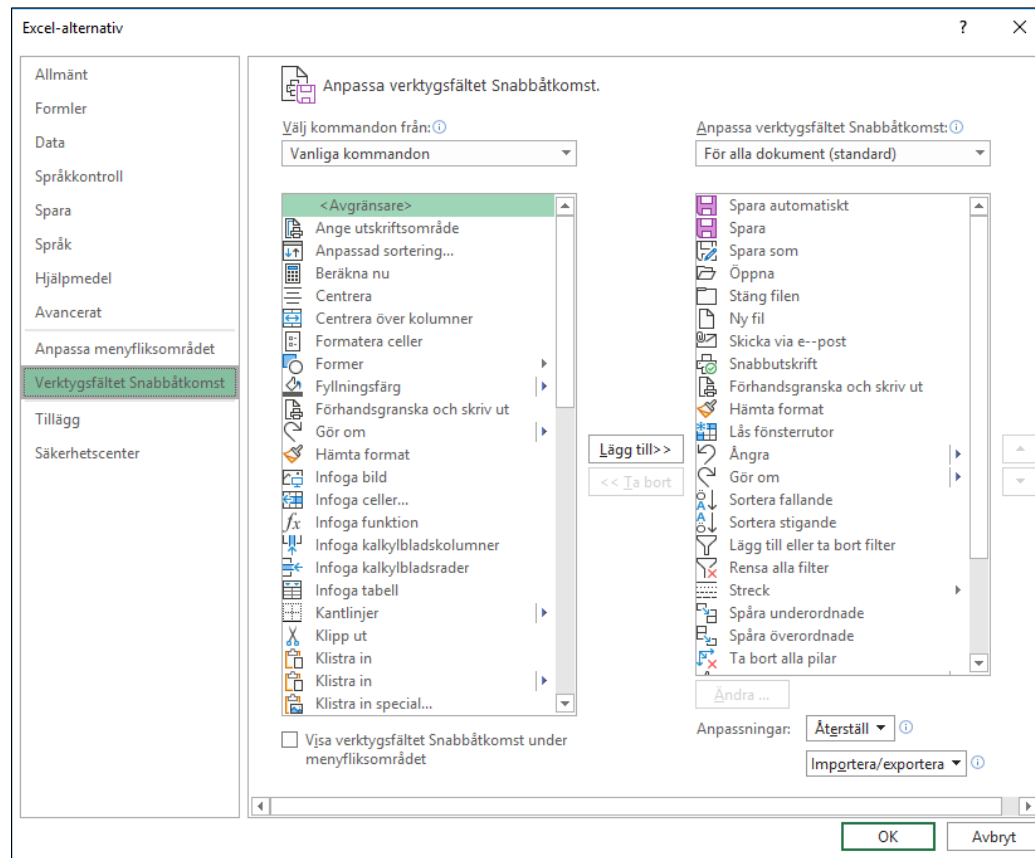 Excel-alternativ
?
Allmänt
Formler
Data
Språkkontroll
Spara
Språk
Hjälpmedel
Avancerat
Anpassa menyfliksområdet
Verktygsfältet Snabbåtkomst
Tillägg
Säkerhetscenter
Anpassa verktygsfältet Snabbåtkomst.
Välj kommandon från:
Vanliga kommandon
<Avgränsare>
Ange utskriftsområde
Anpassad sortering...
Beräkna nu
Centrera
Centrera över kolumner
Formatera celler
Former
Fyllningsfärg
Förhandsgranska och skriv ut
Gör om
Hämta format
Infoga bild
Infoga celler...
Infoga funktion
Infoga kalkylbladskolumner
Infoga kalkylbladsrader
Infoga tabell
Kantlinjer
Klipp ut
Klistra in
Klistra in
Klistra in special...
Visa verktygsfältet Snabbåtkomst under
menyfliksområdet
Lägg till>>
<< Ta bort
Anpassa verktygsfältet Snabbåtkomst:
För alla dokument (standard)
Spara automatiskt
Spara
Spara som
Öppna
Stäng filen
Ny fil
Skicka via e--post
Snabbutskrift
Förhandsgranska och skriv ut
Hämta format
Lås fönsterrutor
Ångra
Gör om
Sortera fallande
Sortera stigande
Lägg till eller ta bort filter
Rensa alla filter
Streck
Spåra underordnade
Spåra överordnade
Ta bort alla pilar
Ändra ...
Anpassningar:
Återställ
Importera/exportera
OK
Avbryt